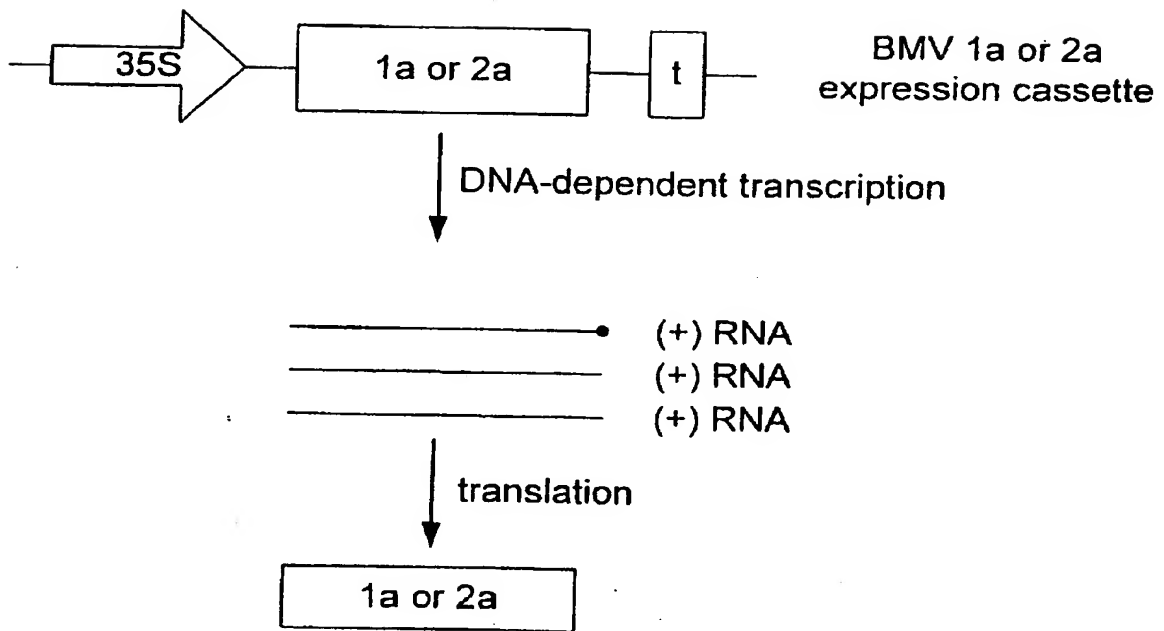 35S
1a or 2a
t
BMV 1a or 2a
expression cassette
DNA-dependent transcription
(+) RNA
(+) RNA
(+) RNA
translation
1a or 2a